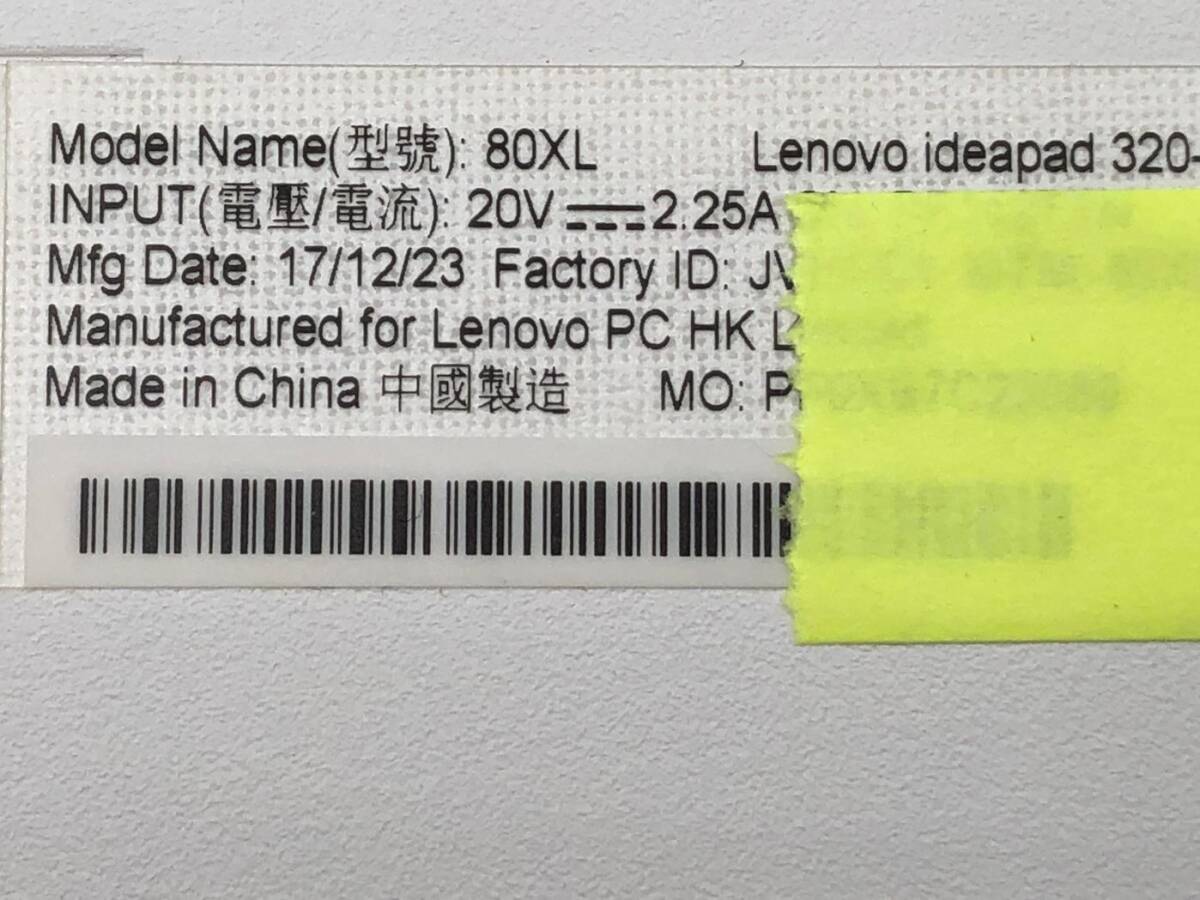 Model Name(型號): 80XL Lenovo ideapad 320-
INPUT(電壓/電流): 20V ⎓ 2.25A
Mfg Date: 17/12/23 Factory ID:
Manufactured for Lenovo PC HK
Made in China 中國製造 MO: